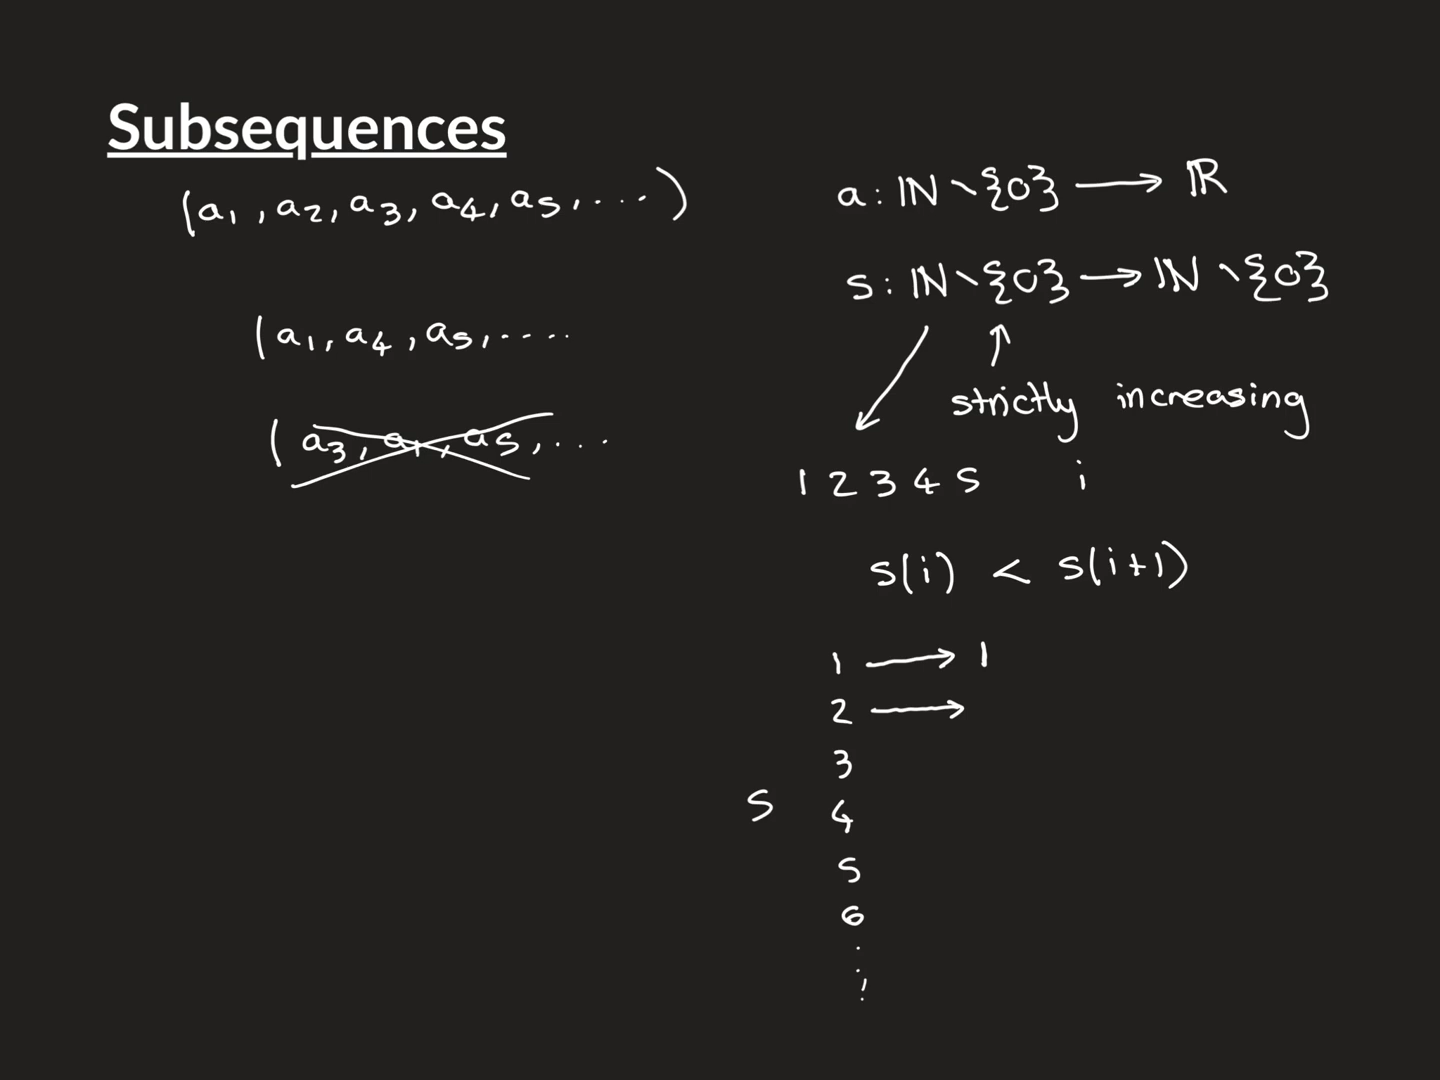 Subsequences
(a₁, a₂, a₃, a₄, a₅, ....)
(a₁, a₄, a₅, ....
(a₃, a₁, a₅, ...
a : ℕ \ {0} ⟶ ℝ
s : ℕ \ {0} ⟶ ℕ \ {0}
strictly increasing
1 2 3 4 5 i
s(i) < s(i+1)
1 ⟶ 1
2 ⟶
3
S 4
5
6
⋮